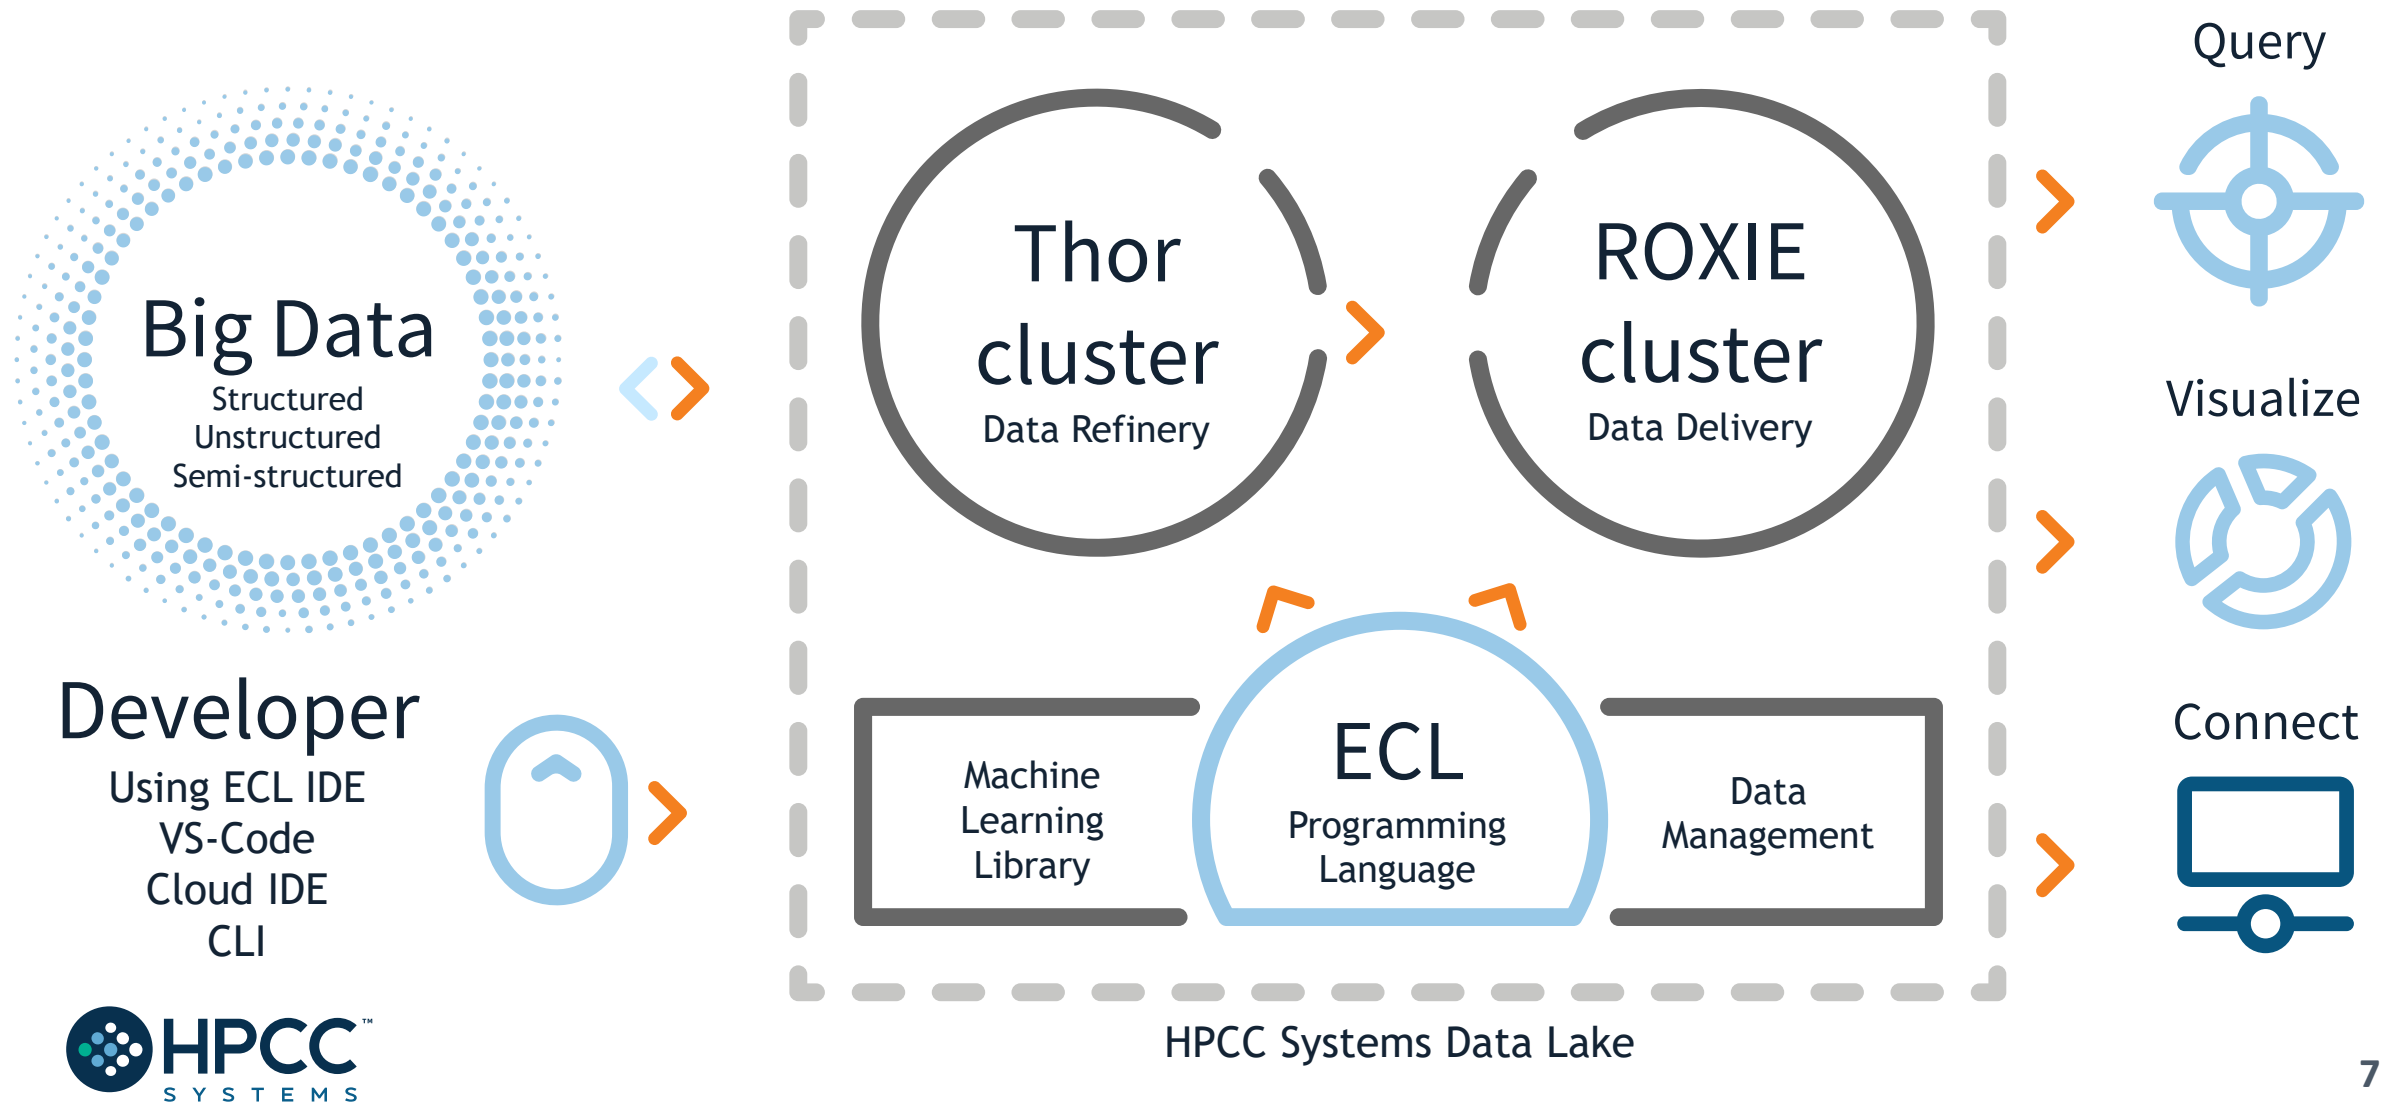 Big Data
Structured
Unstructured
Semi-structured
Developer
Using ECL IDE
VS-Code
Cloud IDE
CLI
HPCC™
SYSTEMS
Thor
cluster
Data Refinery
ROXIE
cluster
Data Delivery
Machine
Learning
Library
ECL
Programming
Language
Data
Management
HPCC Systems Data Lake
Query
Visualize
Connect
7